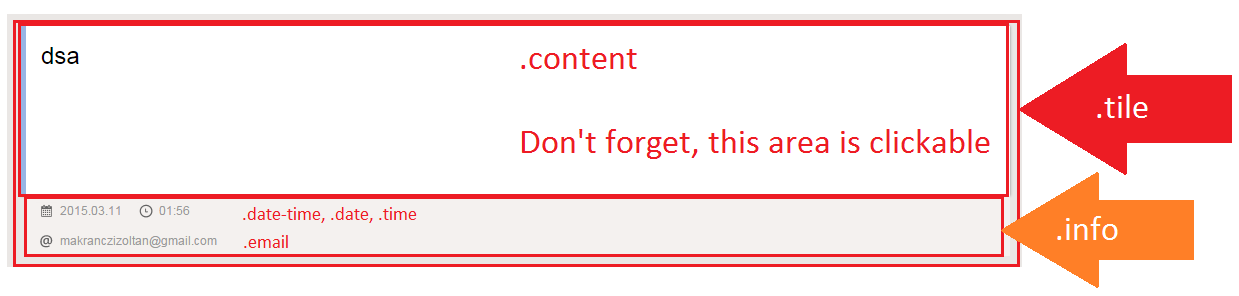 dsa
.content
.tile
Don't forget, this area is clickable
2015.03.11 01:56
.date-time, .date, .time
.info
@ makranczizoltan@gmail.com
.email